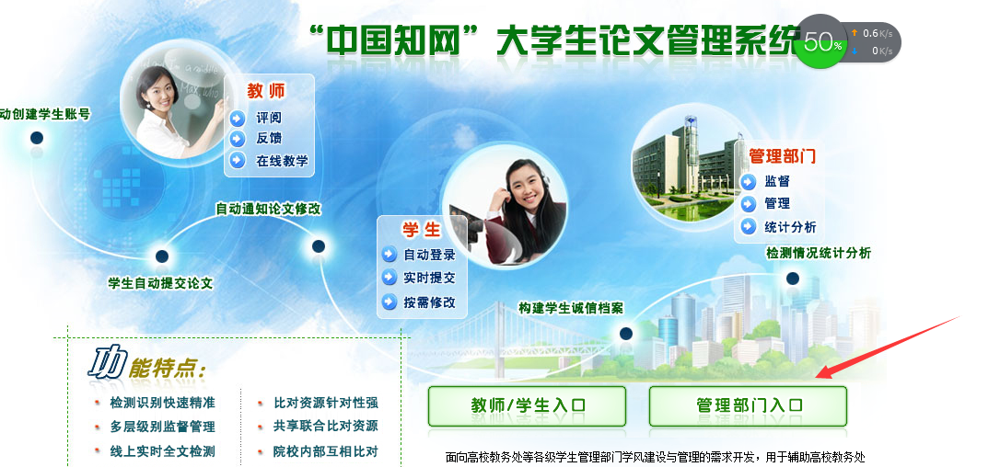 “中国知网”大学生论文管理系统
50%
0.6K/s
0K/s
动创建学生账号
教师
评阅
反馈
在线教学
管理部门
监督
管理
统计分析
自动通知论文修改
学生
自动登录
实时提交
按需修改
检测情况统计分析
学生自动提交论文
构建学生诚信档案
功能特点：
检测识别快速精准
多层级别监督管理
线上实时全文检测
比对资源针对性强
共享联合比对资源
院校内部互相比对
教师/学生入口
管理部门入口
面向高校教务处等各级学生管理部门学风建设与管理的需求开发，用于辅助高校教务处